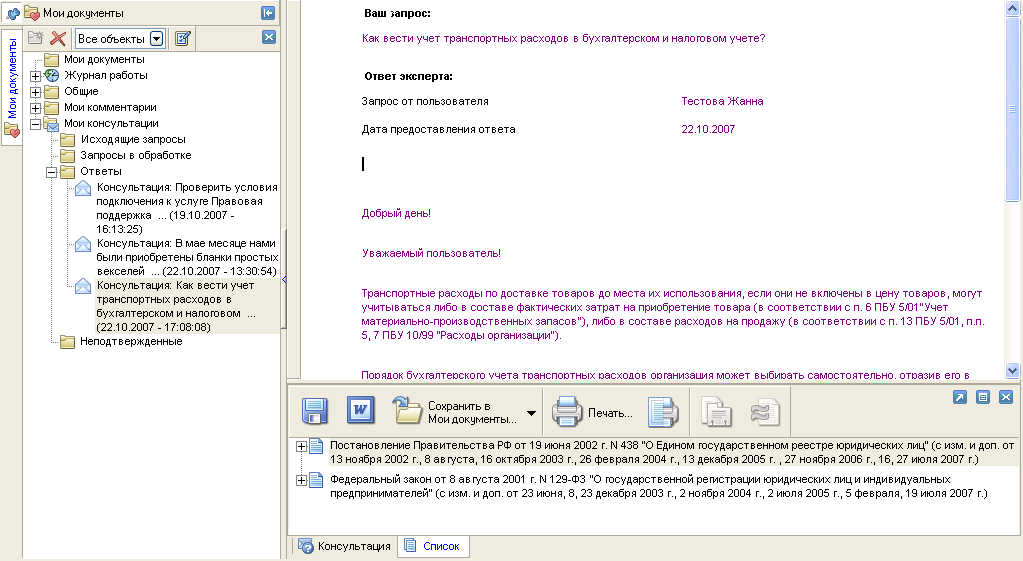 Мои документы
Мои документы
Все объекты
Мои документы
Журнал работы
Общие
Мои комментарии
Мои консультации
Исходящие запросы
Запросы в обработке
Ответы
Консультация: Проверить условия
подключения к услуге Правовая
поддержка ... (19.10.2007 -
16:13:25)
Консультация: В мае месяце нами
были приобретены бланки простых
векселей ... (22.10.2007 - 13:30:54)
Консультация: Как вести учет
транспортных расходов в
бухгалтерском и налоговом ...
(22.10.2007 - 17:08:08)
Неподтвержденные
Ваш запрос:
Как вести учет транспортных расходов в бухгалтерском и налоговом учете?
Ответ эксперта:
Запрос от пользователя Тестова Жанна
Дата предоставления ответа 22.10.2007
Добрый день!
Уважаемый пользователь!
Транспортные расходы по доставке товаров до места их использования, если они не включены в цену товаров, могут
учитываться либо в составе фактических затрат на приобретение товара (в соответствии с п. 6 ПБУ 5/01"Учет
материально-производственных запасов"), либо в составе расходов на продажу (в соответствии с п. 13 ПБУ 5/01, п.п.
5, 7 ПБУ 10/99 "Расходы организации").
Порядок бухгалтерского учета транспортных расходов организация может выбирать самостоятельно, отразив его в
Сохранить в
Мои документы...
Печать...
Постановление Правительства РФ от 19 июня 2002 г. N 438 "О Едином государственном реестре юридических лиц" (с изм. и доп. от
13 ноября 2002 г., 8 августа, 16 октября 2003 г., 26 февраля 2004 г., 13 декабря 2005 г. , 27 ноября 2006 г., 16, 27 июля 2007 г.)
Федеральный закон от 8 августа 2001 г. N 129-ФЗ "О государственной регистрации юридических лиц и индивидуальных
предпринимателей" (с изм. и доп. от 23 июня, 8, 23 декабря 2003 г., 2 ноября 2004 г., 2 июля 2005 г., 5 февраля, 19 июля 2007 г.)
Консультация
Список